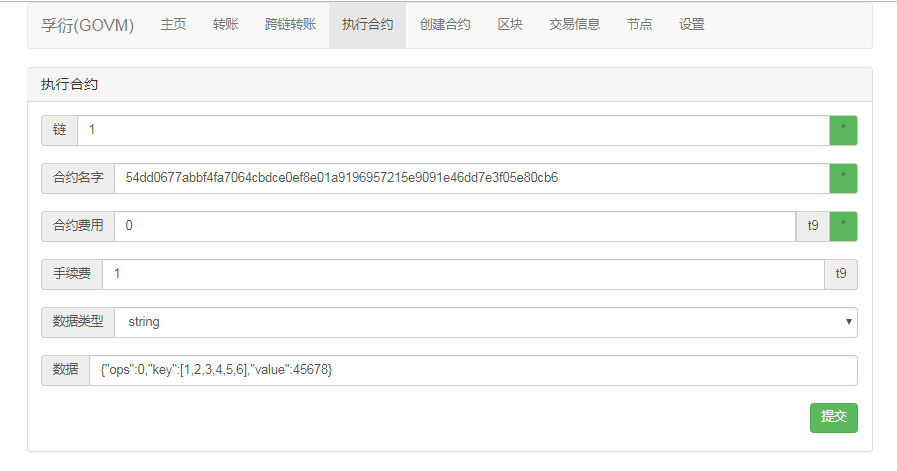 孚衍(GOVM) 主页 转账 跨链转账 执行合约 创建合约 区块 交易信息 节点 设置
执行合约
链 1 *
合约名字 54dd0677abbf4fa7064cbdce0ef8e01a9196957215e9091e46dd7e3f05e80cb6 *
合约费用 0 t9 *
手续费 1 t9
数据类型 string
数据 {"ops":0,"key":[1,2,3,4,5,6],"value":45678}
提交